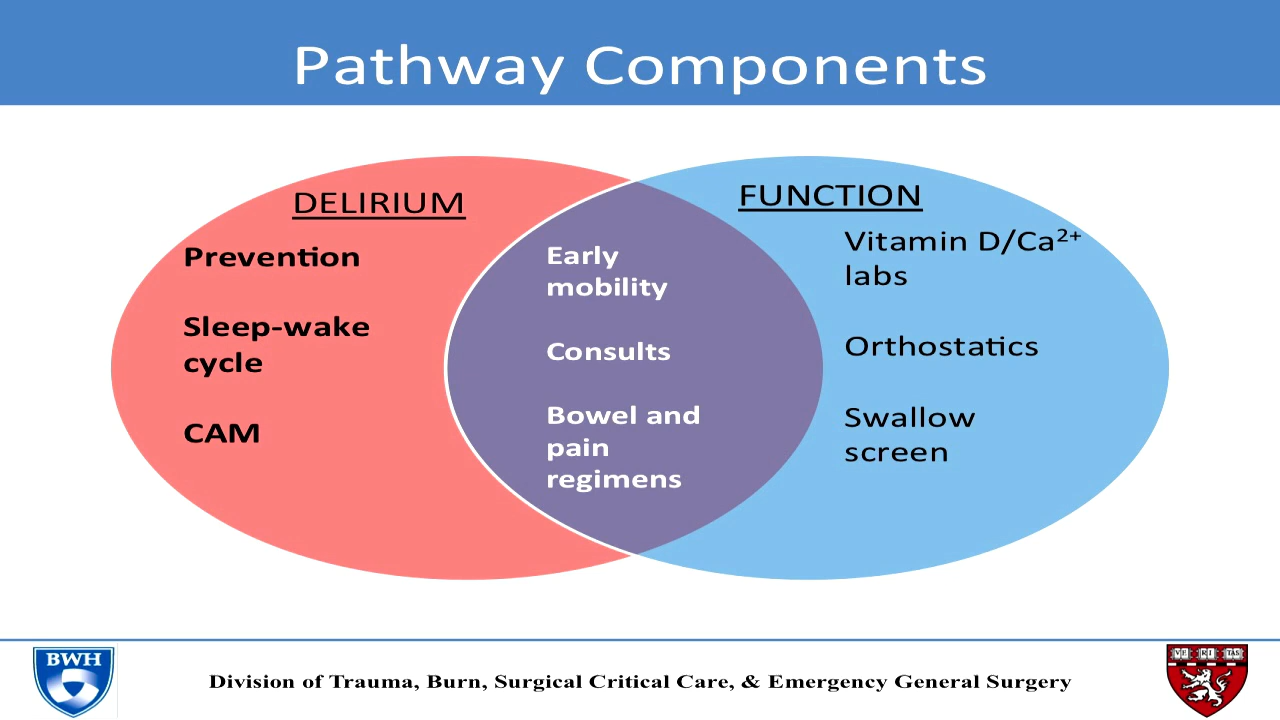 Pathway Components
DELIRIUM
Prevention
Sleep-wake
cycle
CAM
Early
mobility
Consults
Bowel and
pain
regimens
FUNCTION
Vitamin D/Ca²⁺
labs
Orthostatics
Swallow
screen
BWH
Division of Trauma, Burn, Surgical Critical Care, & Emergency General Surgery
VE RI TAS